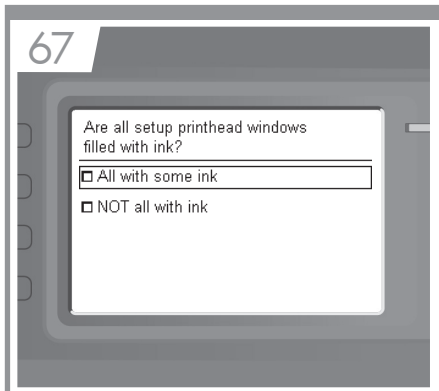 67
Are all setup printhead windows
filled with ink?
All with some ink
NOT all with ink